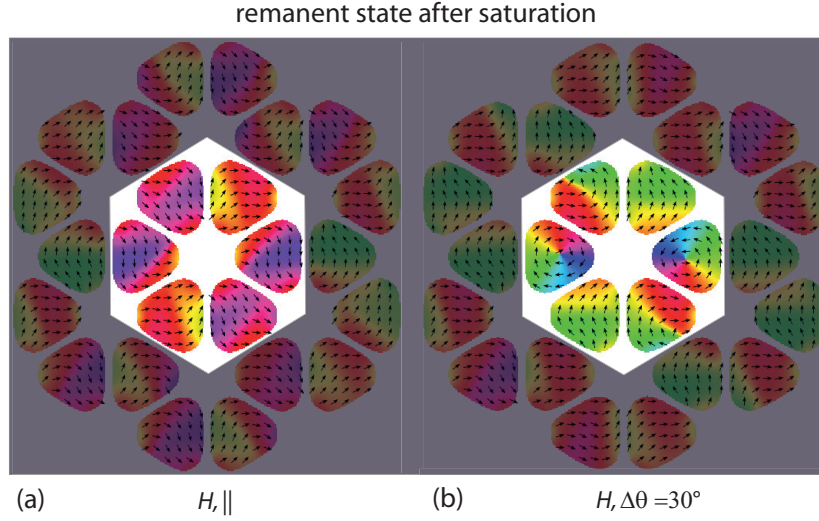 remanent state after saturation
(a) H, || (b) H, Δθ =30°